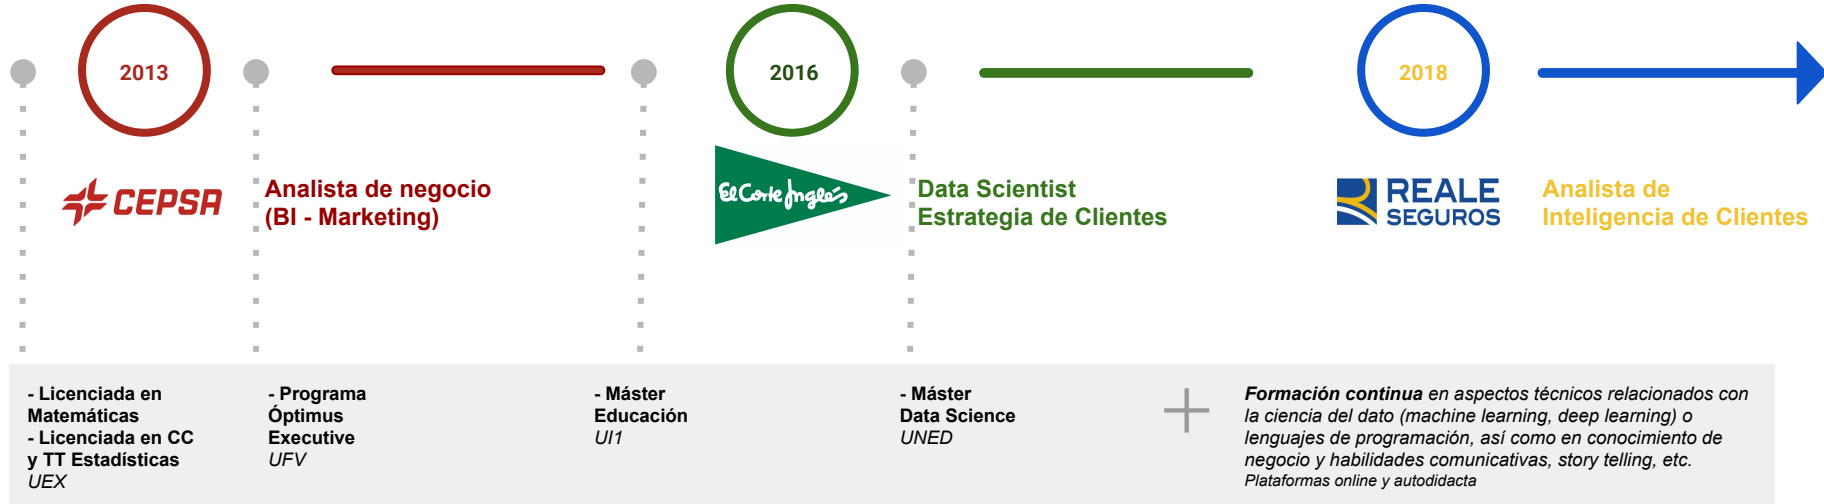 2013
2016
2018
CEPSA
Analista de negocio
(BI - Marketing)
El Corte Inglés
Data Scientist
Estrategia de Clientes
REALE
SEGUROS
Analista de
Inteligencia de Clientes
- Licenciada en
Matemáticas
- Licenciada en CC
y TT Estadísticas
UEX
- Programa
Óptimus
Executive
UFV
- Máster
Educación
UI1
- Máster
Data Science
UNED
Formación continua en aspectos técnicos relacionados con
la ciencia del dato (machine learning, deep learning) o
lenguajes de programación, así como en conocimiento de
negocio y habilidades comunicativas, story telling, etc.
Plataformas online y autodidacta